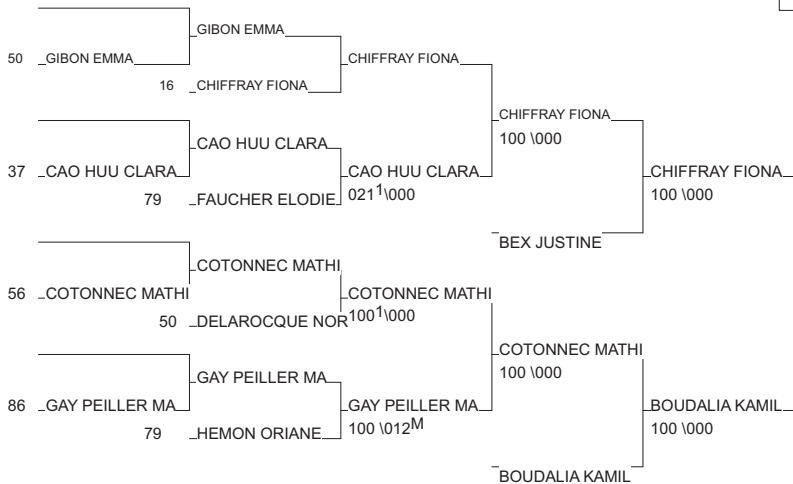 GIBON EMMA
50 GIBON EMMA CHIFFRAY FIONA
16 CHIFFRAY FIONA
CHIFFRAY FIONA
100 \000
CAO HUU CLARA
37 CAO HUU CLARA CAO HUU CLARA CHIFFRAY FIONA
021¹\000 100 \000
79 FAUCHER ELODIE
BEX JUSTINE
COTONNEC MATHI
56 COTONNEC MATHI COTONNEC MATHI
100¹\000
50 DELAROCQUE NOR
COTONNEC MATHI
100 \000
GAY PEILLER MA
86 GAY PEILLER MA GAY PEILLER MA BOUDALIA KAMIL
100 \012ᴹ 100 \000
79 HEMON ORIANE
BOUDALIA KAMIL